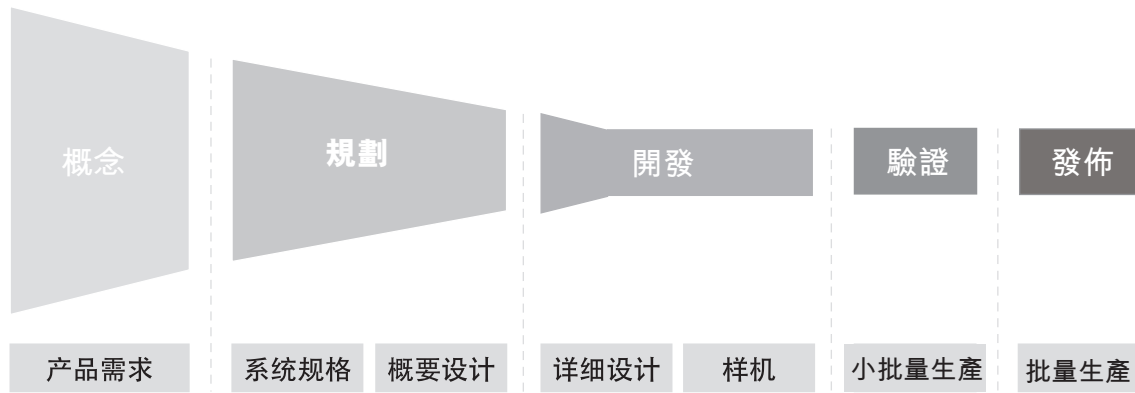 概念
規劃
開發
驗證
發佈
产品需求
系统规格
概要设计
详细设计
样机
小批量生產
批量生產